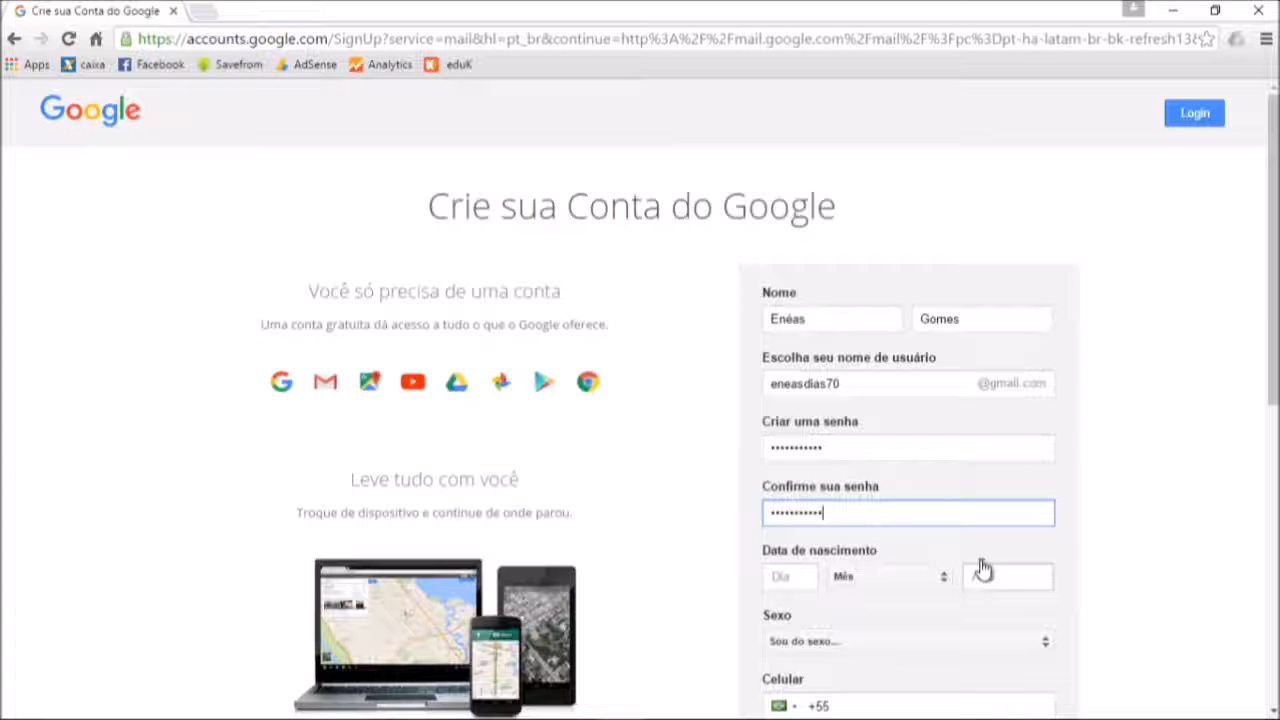 Crie sua Conta do Google
https://accounts.google.com/SignUp?service=mail&hl=pt_br&continue=http%3A%2F%2Fmail.google.com%2Fmail%2F%3Fpc%3Dpt-ha-latam-br-bk-refresh138
Apps caixa Facebook Savefrom AdSense Analytics eduK
Google
Login
Crie sua Conta do Google
Você só precisa de uma conta
Uma conta gratuita dá acesso a tudo o que o Google oferece.
Leve tudo com você
Troque de dispositivo e continue de onde parou.
Nome
Enéas Gomes
Escolha seu nome de usuário
eneasdias70 @gmail.com
Criar uma senha
•••••••••••
Confirme sua senha
•••••••••••
Data de nascimento
Dia Mês
Sexo
Sou do sexo...
Celular
+55